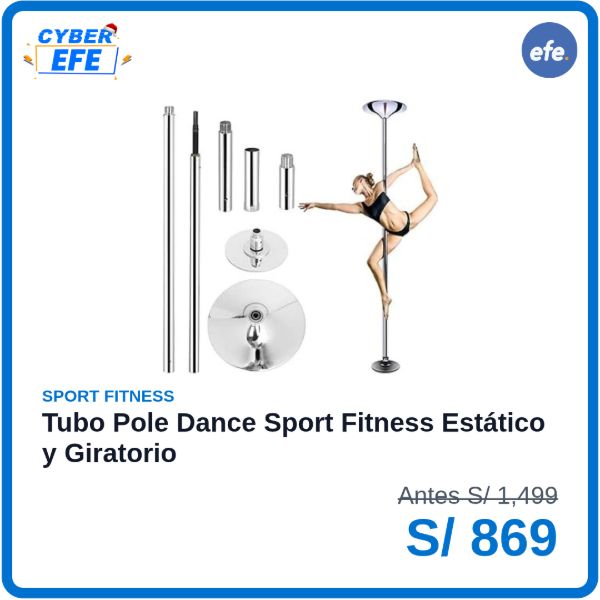 CYBER
EFE
efe.
SPORT FITNESS
Tubo Pole Dance Sport Fitness Estático
y Giratorio
Antes S/ 1,499
S/ 869